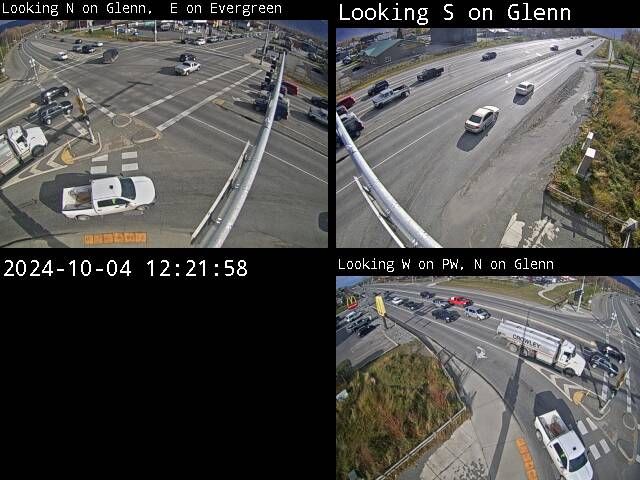 Looking N on Glenn,  E on Evergreen
Looking S on Glenn
2024-10-04 12:21:58
Looking W on PW, N on Glenn
CROWLEY